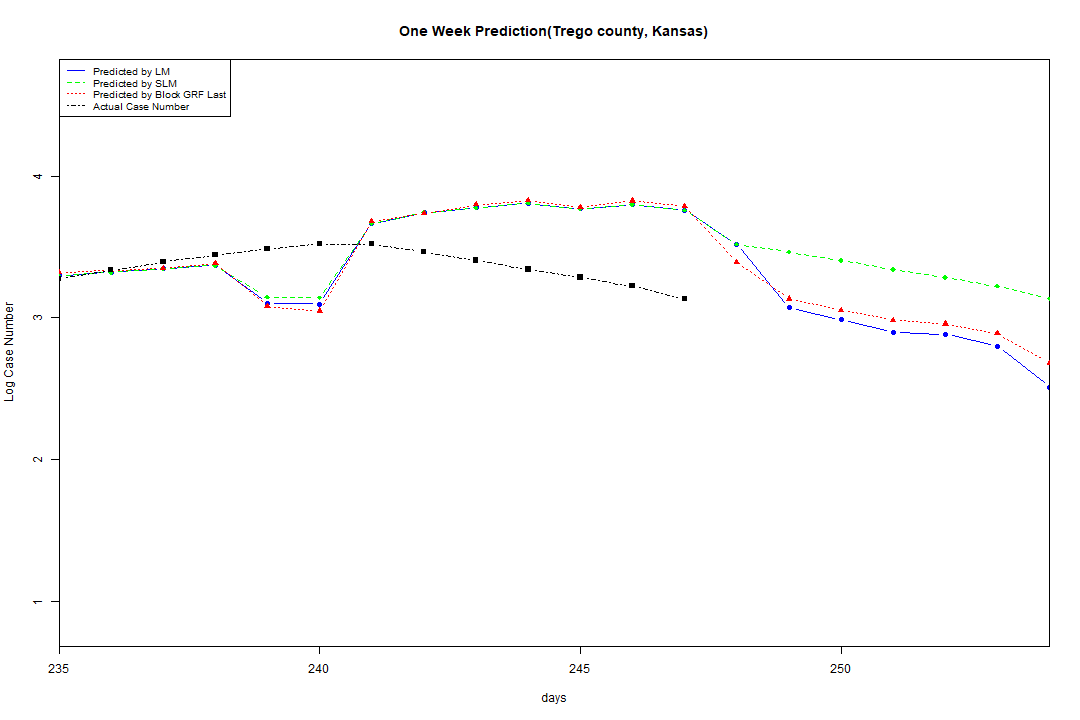 One Week Prediction(Trego county, Kansas)
Predicted by LM
Predicted by SLM
Predicted by Block GRF Last
Actual Case Number
4
3
2
1
Log Case Number
235
240
245
250
days